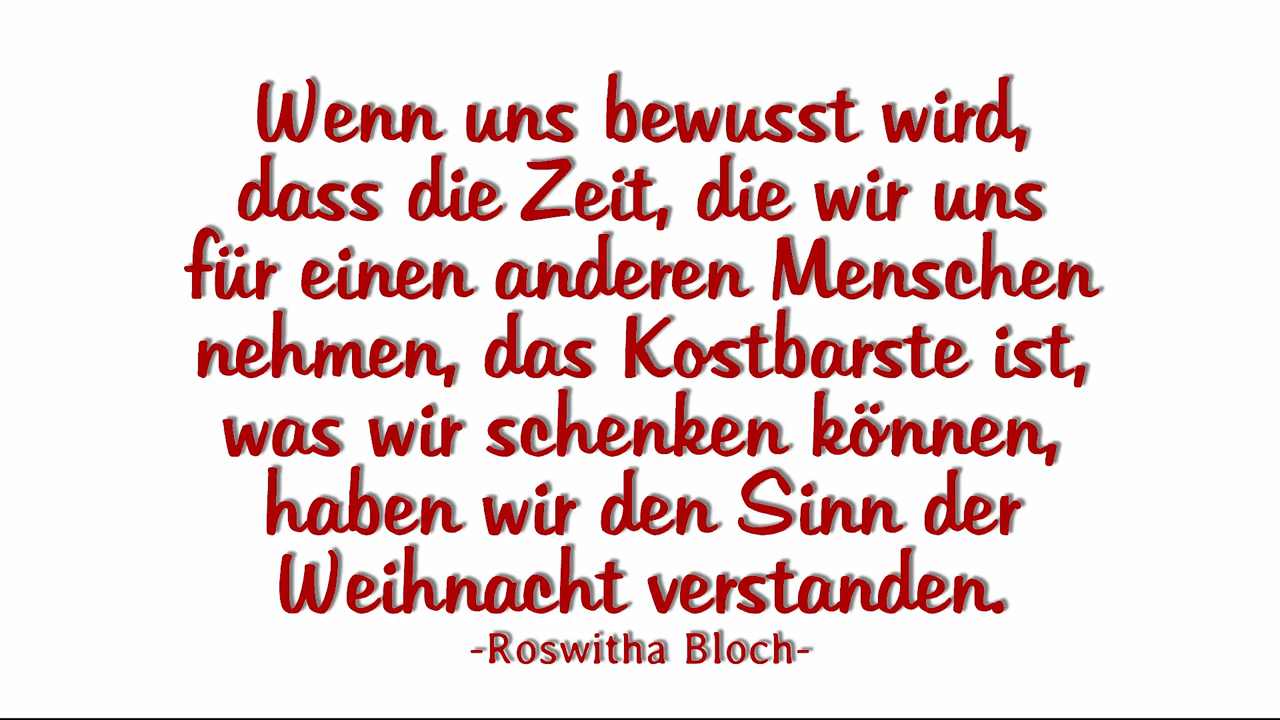 Wenn uns bewusst wird,
dass die Zeit, die wir uns
für einen anderen Menschen
nehmen, das Kostbarste ist,
was wir schenken können,
haben wir den Sinn der
Weihnacht verstanden.
-Roswitha Bloch-